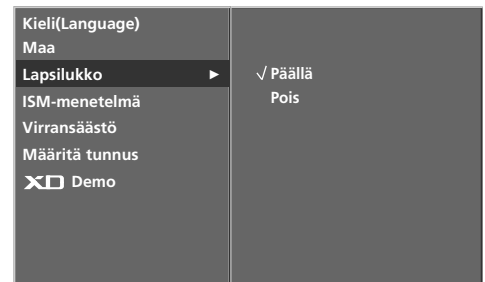 Kieli(Language)
Maa
Lapsilukko ► √ Päällä
ISM-menetelmä Pois
Virransäästö
Määritä tunnus
XD Demo